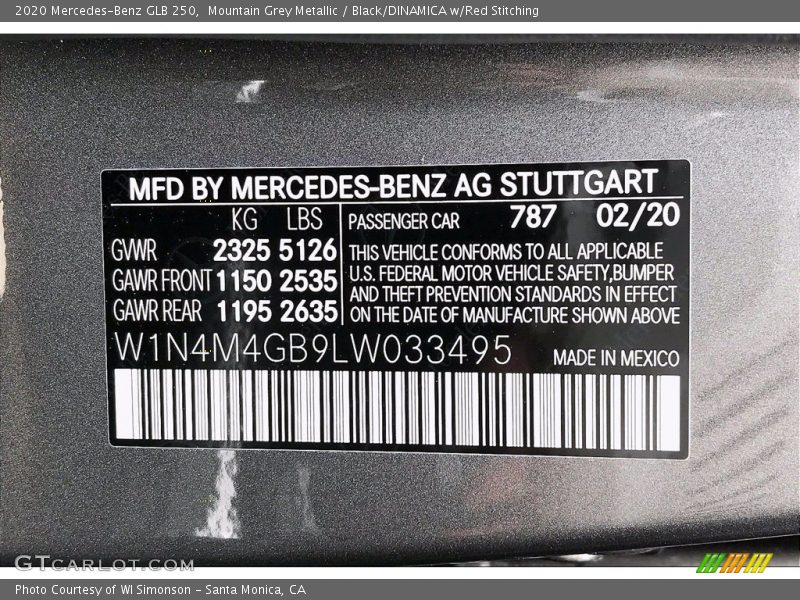 2020 Mercedes-Benz GLB 250, Mountain Grey Metallic / Black/DINAMICA w/Red Stitching
MFD BY MERCEDES-BENZ AG STUTTGART
KG LBS PASSENGER CAR 787 02/20
GVWR 2325 5126
GAWR FRONT 1150 2535
GAWR REAR 1195 2635
THIS VEHICLE CONFORMS TO ALL APPLICABLE
U.S. FEDERAL MOTOR VEHICLE SAFETY,BUMPER
AND THEFT PREVENTION STANDARDS IN EFFECT
ON THE DATE OF MANUFACTURE SHOWN ABOVE
W1N4M4GB9LW033495 MADE IN MEXICO
GTCARLOT.COM
Photo Courtesy of WI Simonson - Santa Monica, CA